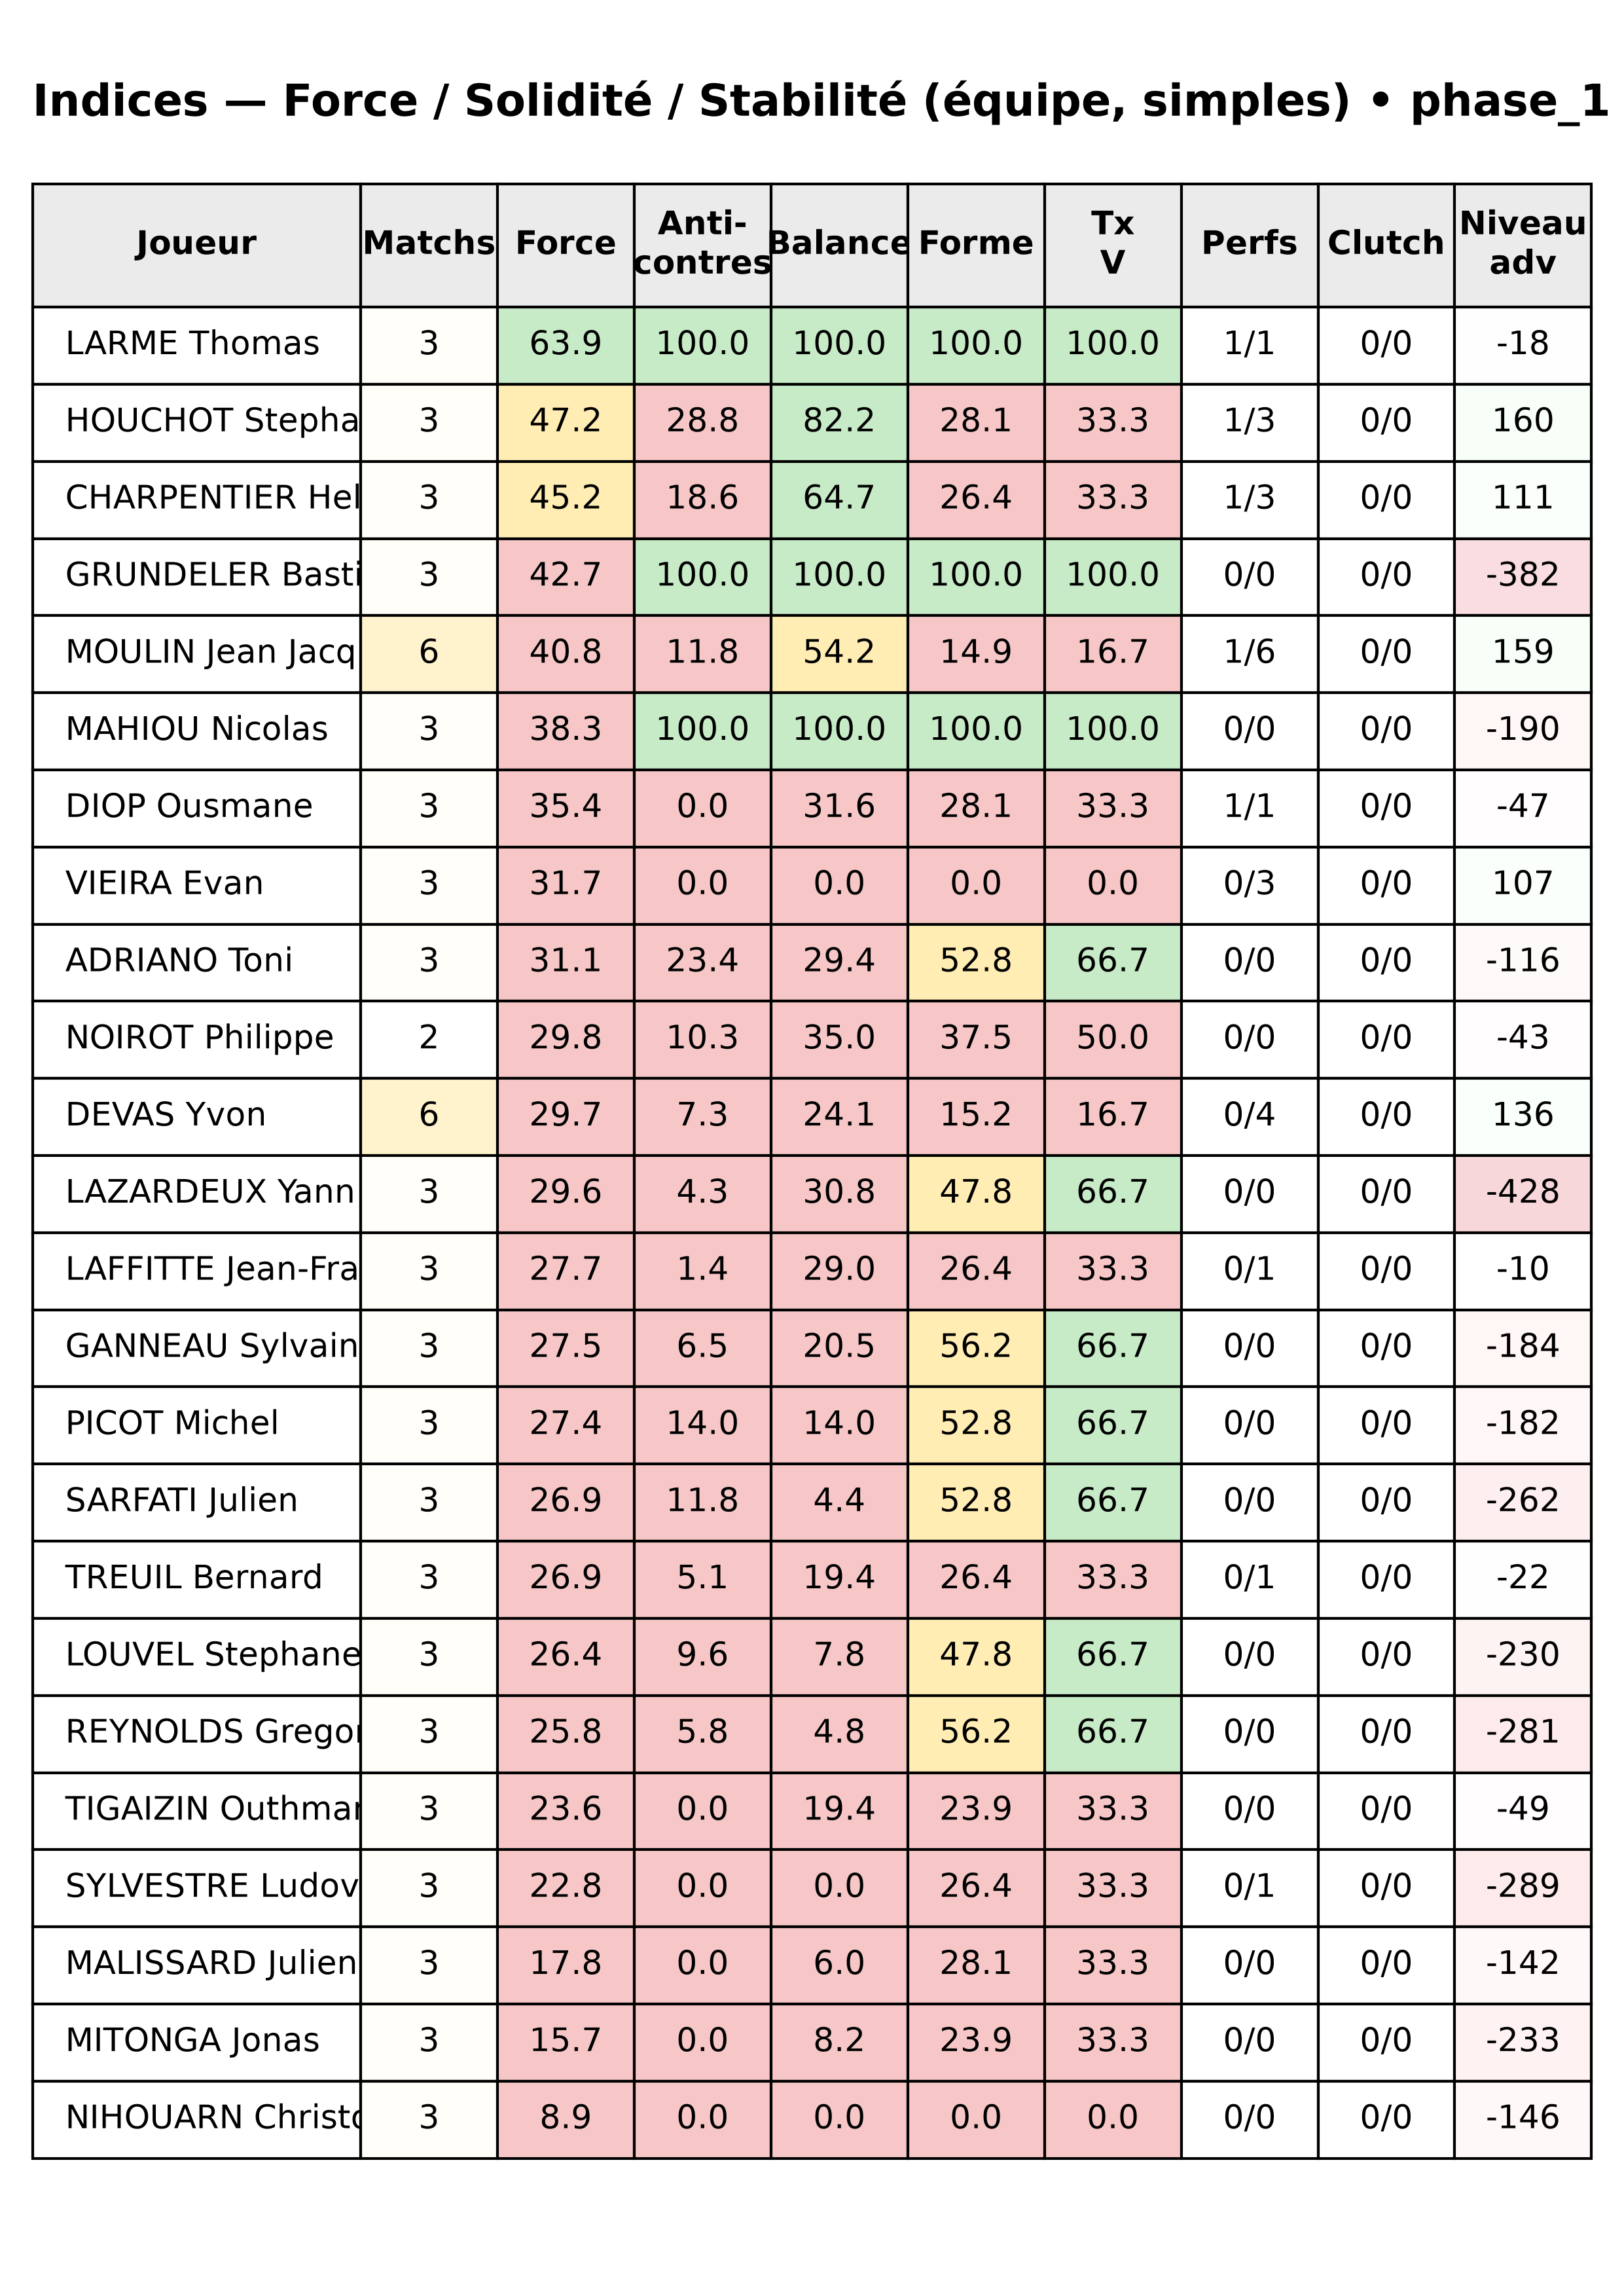 Indices — Force / Solidité / Stabilité (équipe, simples) • phase_1
Joueur Matchs Force Anti-contres Balance Forme Tx V Perfs Clutch Niveau adv
LARME Thomas 3 63.9 100.0 100.0 100.0 100.0 1/1 0/0 -18
HOUCHOT Stepha 3 47.2 28.8 82.2 28.1 33.3 1/3 0/0 160
CHARPENTIER Hel 3 45.2 18.6 64.7 26.4 33.3 1/3 0/0 111
GRUNDELER Basti 3 42.7 100.0 100.0 100.0 100.0 0/0 0/0 -382
MOULIN Jean Jacq 6 40.8 11.8 54.2 14.9 16.7 1/6 0/0 159
MAHIOU Nicolas 3 38.3 100.0 100.0 100.0 100.0 0/0 0/0 -190
DIOP Ousmane 3 35.4 0.0 31.6 28.1 33.3 1/1 0/0 -47
VIEIRA Evan 3 31.7 0.0 0.0 0.0 0.0 0/3 0/0 107
ADRIANO Toni 3 31.1 23.4 29.4 52.8 66.7 0/0 0/0 -116
NOIROT Philippe 2 29.8 10.3 35.0 37.5 50.0 0/0 0/0 -43
DEVAS Yvon 6 29.7 7.3 24.1 15.2 16.7 0/4 0/0 136
LAZARDEUX Yann 3 29.6 4.3 30.8 47.8 66.7 0/0 0/0 -428
LAFFITTE Jean-Fra 3 27.7 1.4 29.0 26.4 33.3 0/1 0/0 -10
GANNEAU Sylvain 3 27.5 6.5 20.5 56.2 66.7 0/0 0/0 -184
PICOT Michel 3 27.4 14.0 14.0 52.8 66.7 0/0 0/0 -182
SARFATI Julien 3 26.9 11.8 4.4 52.8 66.7 0/0 0/0 -262
TREUIL Bernard 3 26.9 5.1 19.4 26.4 33.3 0/1 0/0 -22
LOUVEL Stephane 3 26.4 9.6 7.8 47.8 66.7 0/0 0/0 -230
REYNOLDS Gregor 3 25.8 5.8 4.8 56.2 66.7 0/0 0/0 -281
TIGAIZIN Outhmar 3 23.6 0.0 19.4 23.9 33.3 0/0 0/0 -49
SYLVESTRE Ludov 3 22.8 0.0 0.0 26.4 33.3 0/1 0/0 -289
MALISSARD Julien 3 17.8 0.0 6.0 28.1 33.3 0/0 0/0 -142
MITONGA Jonas 3 15.7 0.0 8.2 23.9 33.3 0/0 0/0 -233
NIHOUARN Christo 3 8.9 0.0 0.0 0.0 0.0 0/0 0/0 -146